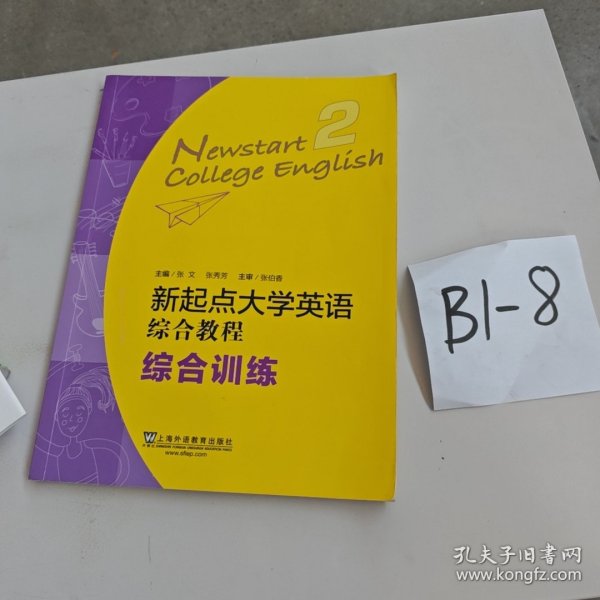 2
Newstart
College English
主编/张 文 张秀芳 主审/张伯香
新起点大学英语
综合教程
综合训练
上海外语教育出版社
www.sflep.com
B1-8
孔夫子旧书网
www.kongfz.com